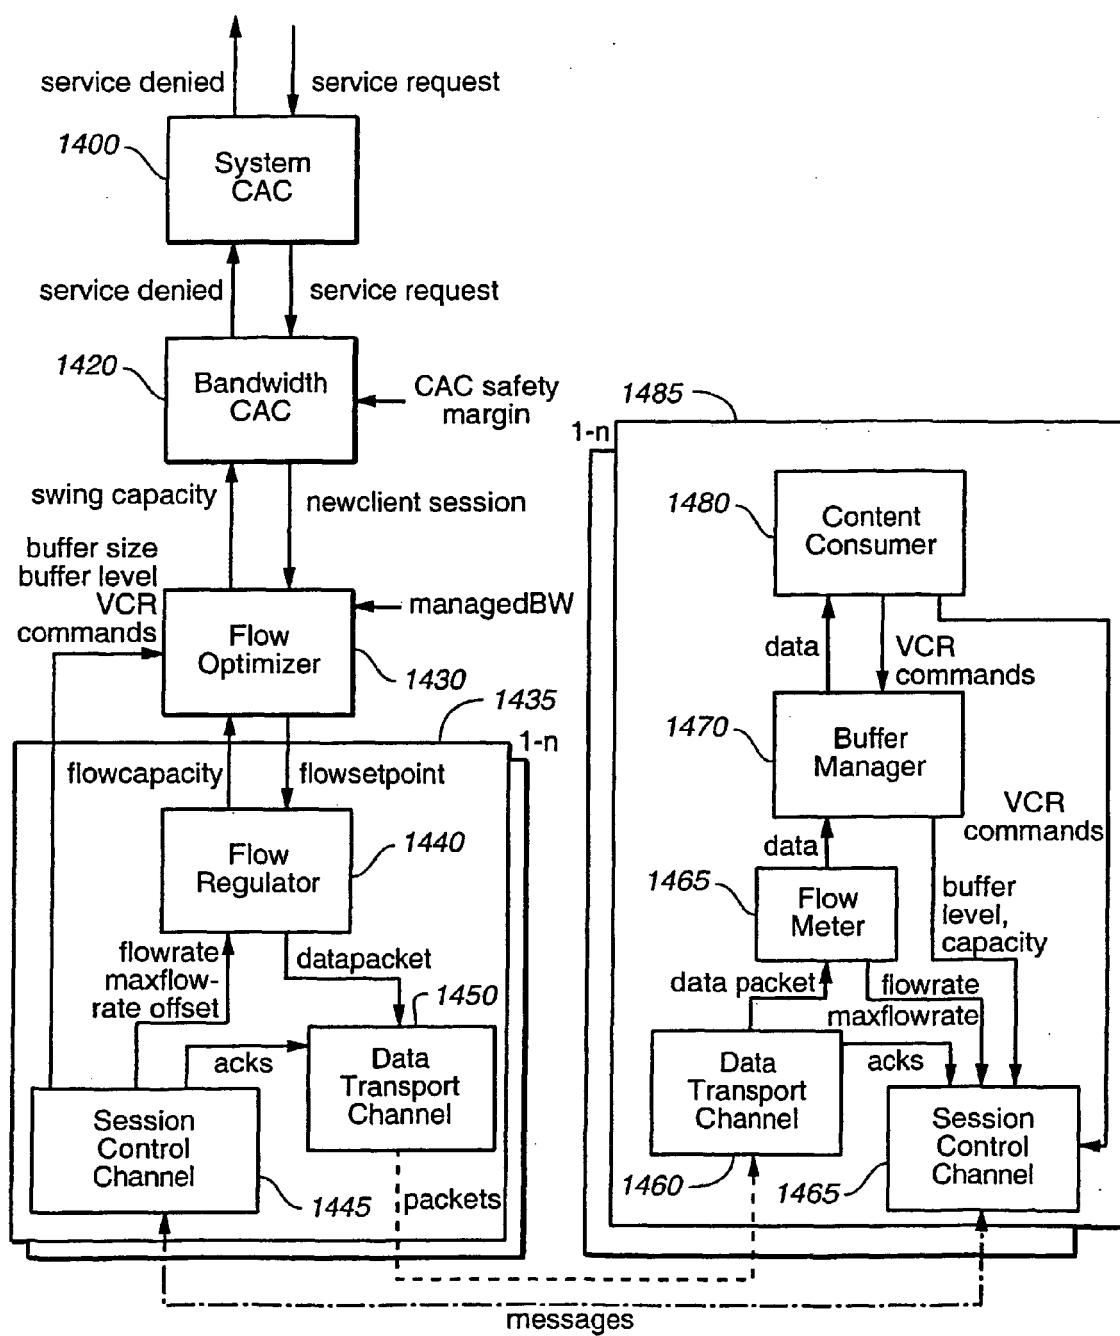 service denied
service request
1400
System
CAC
service denied
service request
1420
Bandwidth
CAC
CAC safety
margin
swing capacity
newclient session
buffer size
buffer level
VCR
commands
managedBW
Flow
Optimizer
1430
1435
1-n
flowcapacity
flowsetpoint
Flow
Regulator
1440
flowrate
maxflow-
rate offset
datapacket
1450
acks
Data
Transport
Channel
Session
Control
Channel
1445
packets
1485
1-n
1480
Content
Consumer
data
VCR
commands
1470
Buffer
Manager
VCR
commands
data
1465
Flow
Meter
buffer
level,
capacity
data packet
flowrate
maxflowrate
Data
Transport
Channel
acks
Session
Control
Channel
1460
1465
messages